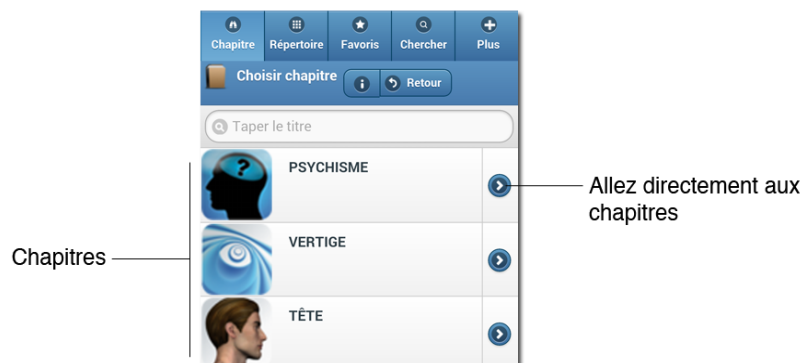 Chapitre Répertoire Favoris Chercher Plus
Choisir chapitre Retour
Taper le titre
PSYCHISME
Allez directement aux
chapitres
VERTIGE
Chapitres
TÊTE